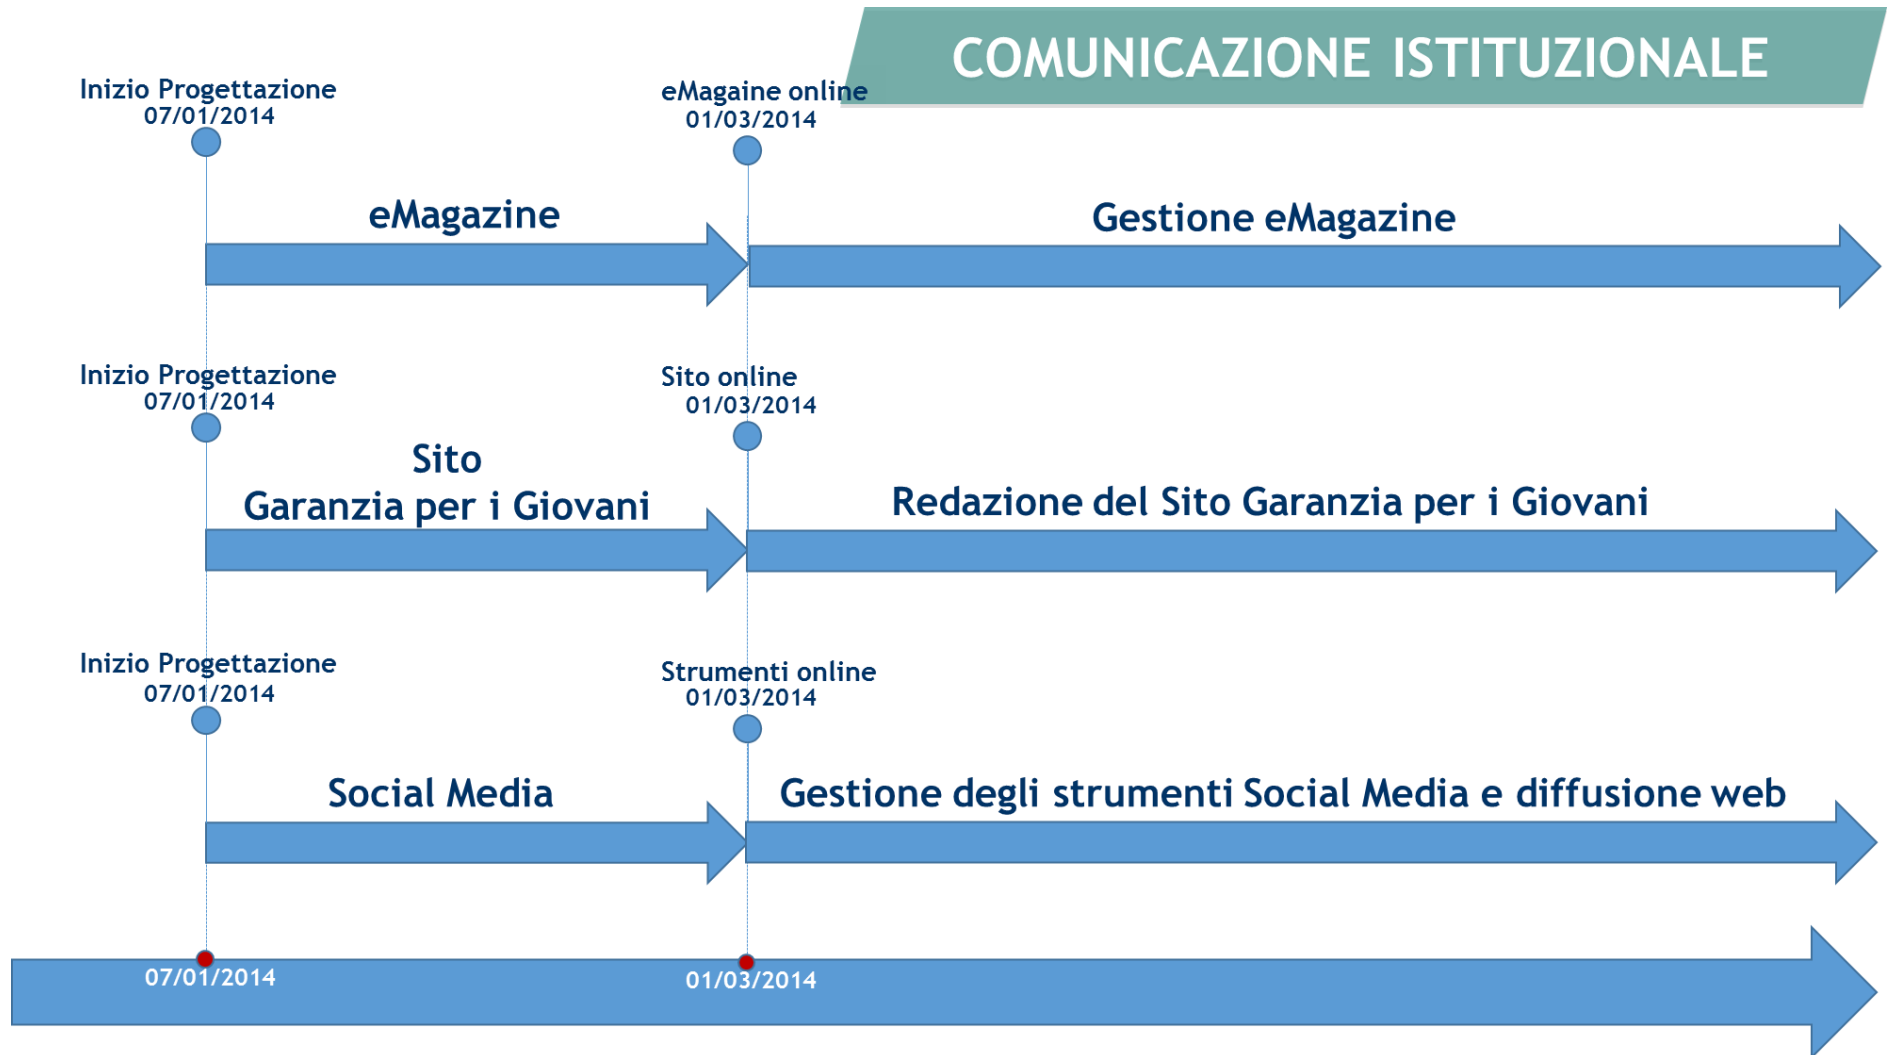 COMUNICAZIONE ISTITUZIONALE
Inizio Progettazione
07/01/2014
eMagaine online
01/03/2014
eMagazine
Gestione eMagazine
Inizio Progettazione
07/01/2014
Sito online
01/03/2014
Sito
Garanzia per i Giovani
Redazione del Sito Garanzia per i Giovani
Inizio Progettazione
07/01/2014
Strumenti online
01/03/2014
Social Media
Gestione degli strumenti Social Media e diffusione web
07/01/2014
01/03/2014